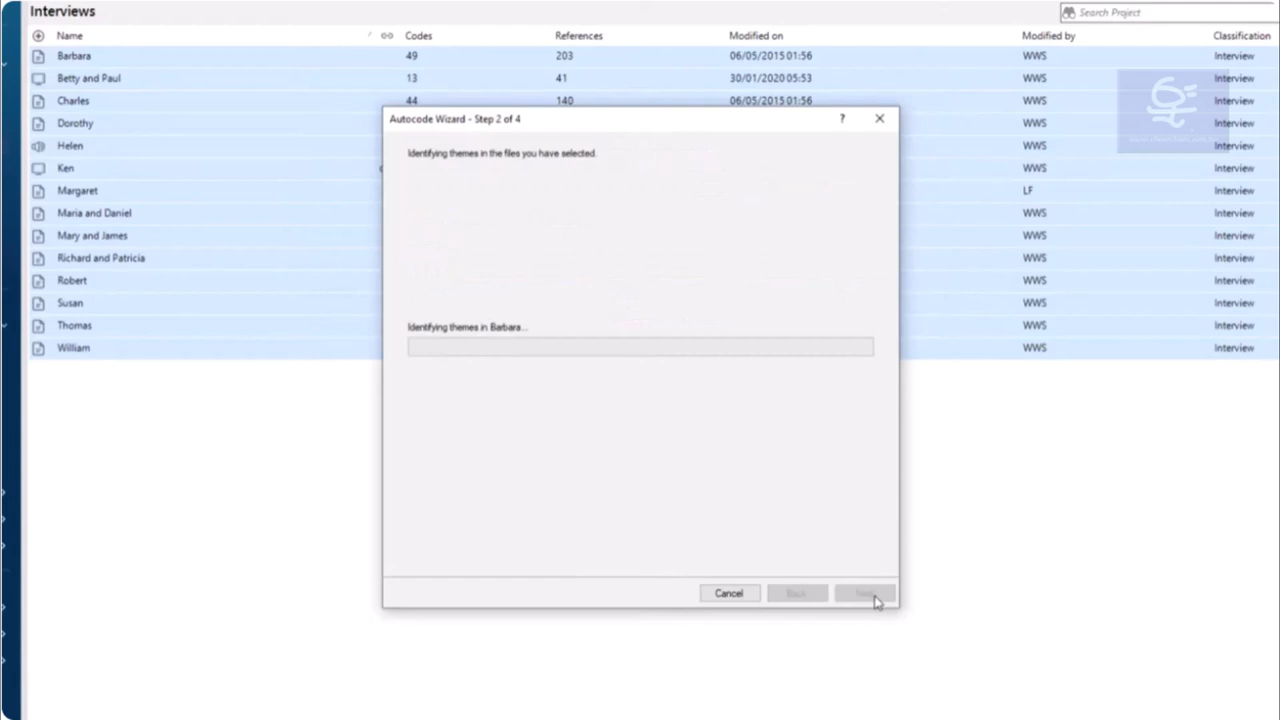 Interviews
Search Project
Name Codes References Modified on Modified by Classification
Barbara 49 203 06/05/2015 01:56 WWS Interview
Betty and Paul 13 41 30/01/2020 05:53 WWS Interview
Charles 44 140 06/05/2015 01:56 WWS Interview
Dorothy WWS Interview
Helen WWS Interview
Ken WWS Interview
Margaret LF Interview
Maria and Daniel WWS Interview
Mary and James WWS Interview
Richard and Patricia WWS Interview
Robert WWS Interview
Susan WWS Interview
Thomas WWS Interview
William WWS Interview
Autocode Wizard - Step 2 of 4 ?
Identifying themes in the files you have selected.
Identifying themes in Barbara...
Cancel Back